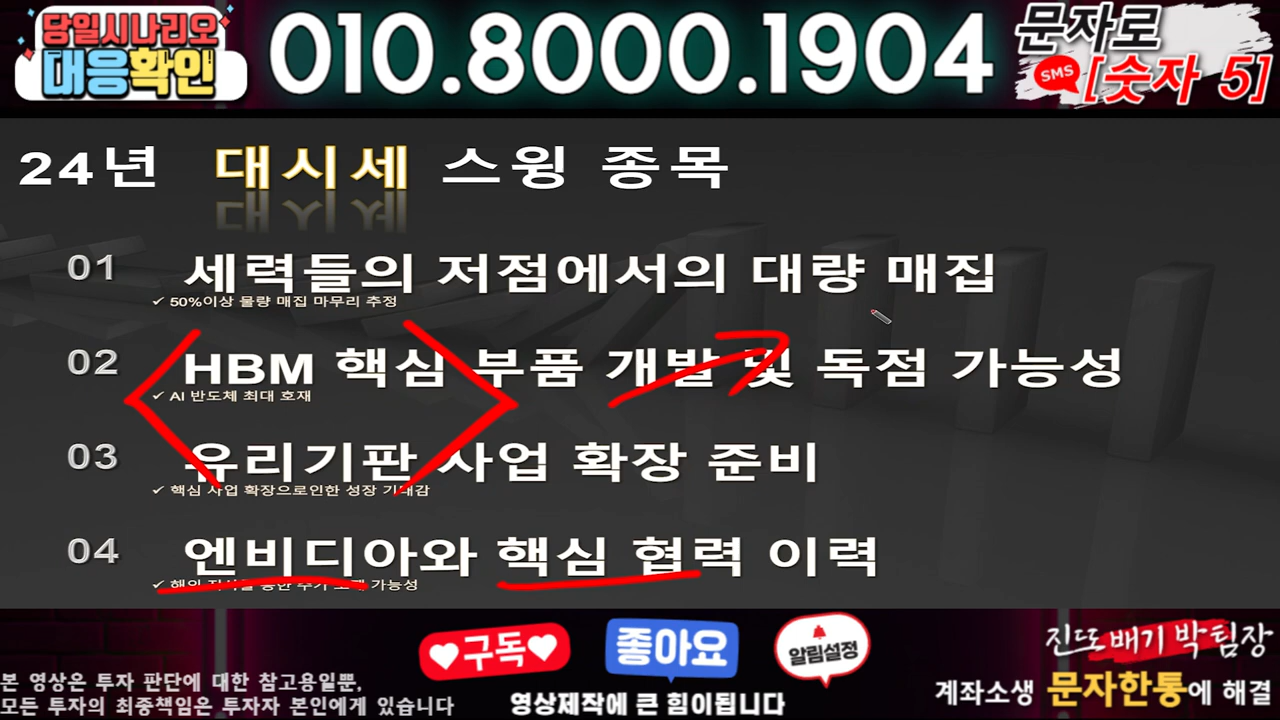 당일시나리오
대응확인
010.8000.1904
문자로
SMS [숫자 5]
24년 대시세 스윙 종목
01 세력들의 저점에서의 대량 매집
✓ 50%이상 물량 매집 마무리 추정
02 HBM 핵심 부품 개발 및 독점 가능성
✓ AI 반도체 최대 호재
03 유리기판 사업 확장 준비
✓ 핵심 사업 확장으로인한 성장 기대감
04 엔비디아와 핵심 협력 이력
✓ 통한 추가 가능성
구독
좋아요
알림설정
영상제작에 큰 힘이됩니다
본 영상은 투자 판단에 대한 참고용일뿐,
모든 투자의 최종책임은 투자자 본인에게 있습니다
진또배기 박팀장
계좌소생 문자한통에 해결